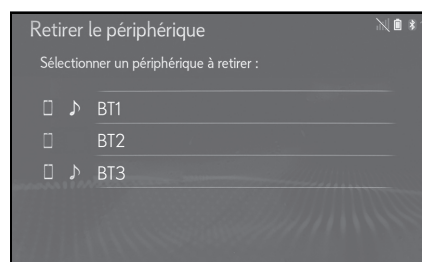 Retirer le périphérique
Sélectionner un périphérique à retirer :
BT1
BT2
BT3